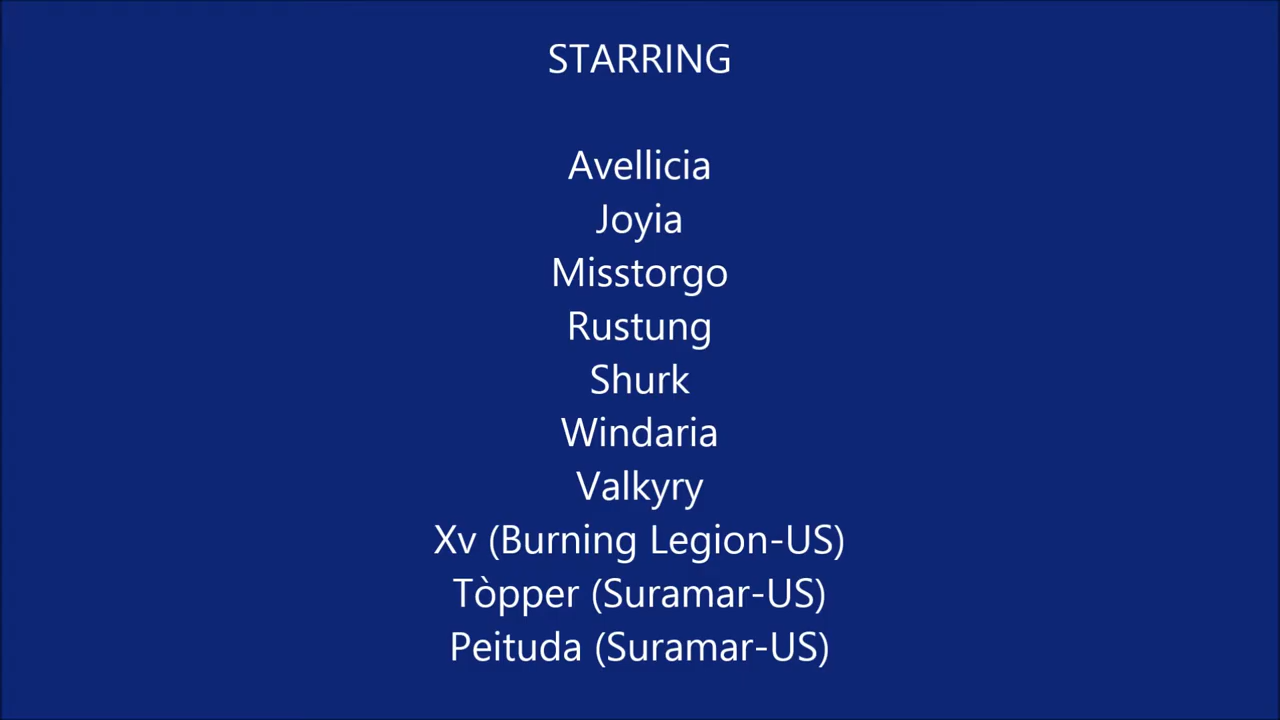 STARRING
Avellicia
Joyia
Misstorgo
Rustung
Shurk
Windaria
Valkyry
Xv (Burning Legion-US)
Tòpper (Suramar-US)
Peituda (Suramar-US)